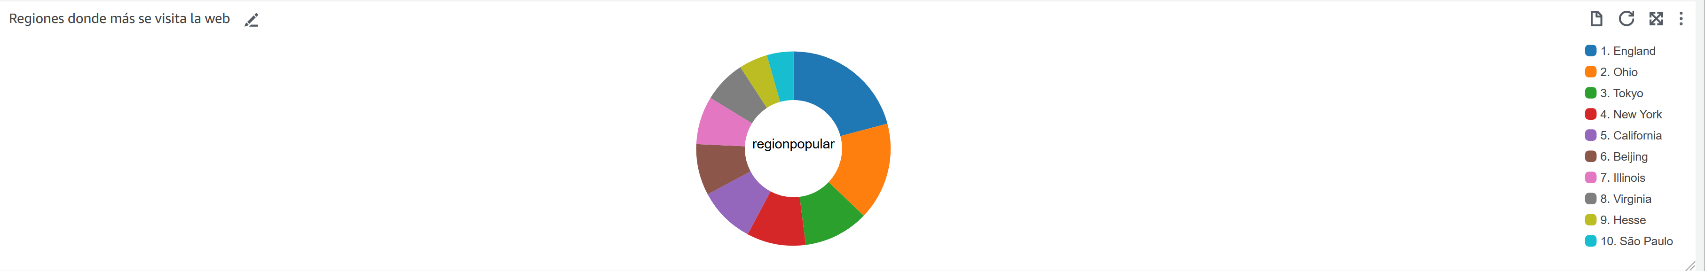 Regiones donde más se visita la web
regionpopular
1. England
2. Ohio
3. Tokyo
4. New York
5. California
6. Beijing
7. Illinois
8. Virginia
9. Hesse
10. São Paulo